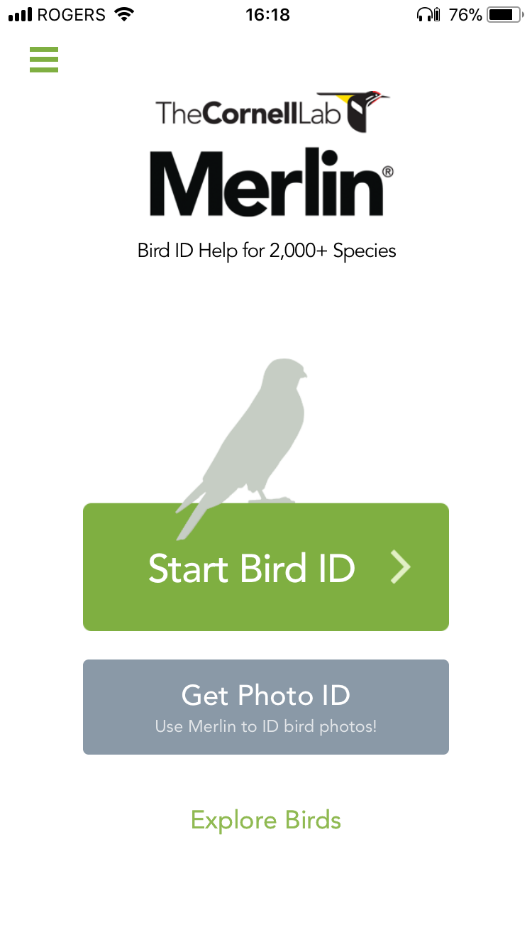 ROGERS 16:18 76%
TheCornellLab
Merlin®
Bird ID Help for 2,000+ Species
Start Bird ID
Get Photo ID
Use Merlin to ID bird photos!
Explore Birds